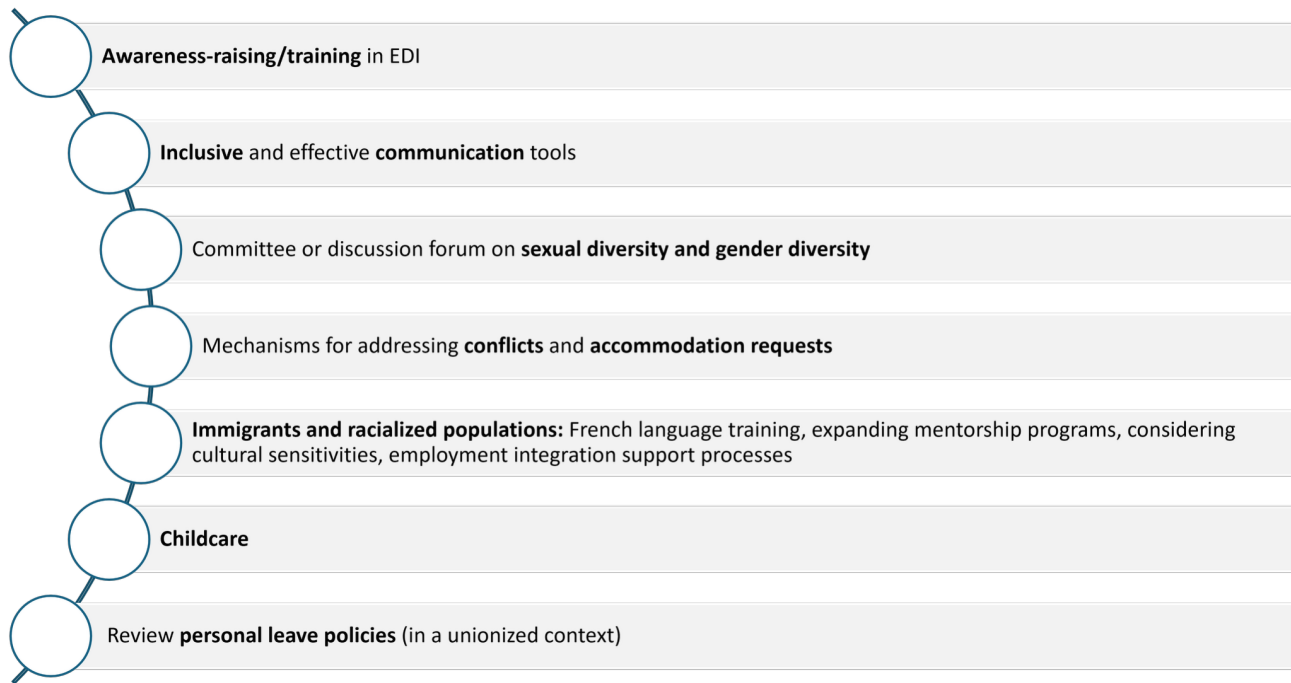 Awareness-raising/training in EDI
Inclusive and effective communication tools
Committee or discussion forum on sexual diversity and gender diversity
Mechanisms for addressing conflicts and accommodation requests
Immigrants and racialized populations: French language training, expanding mentorship programs, considering
cultural sensitivities, employment integration support processes
Childcare
Review personal leave policies (in a unionized context)